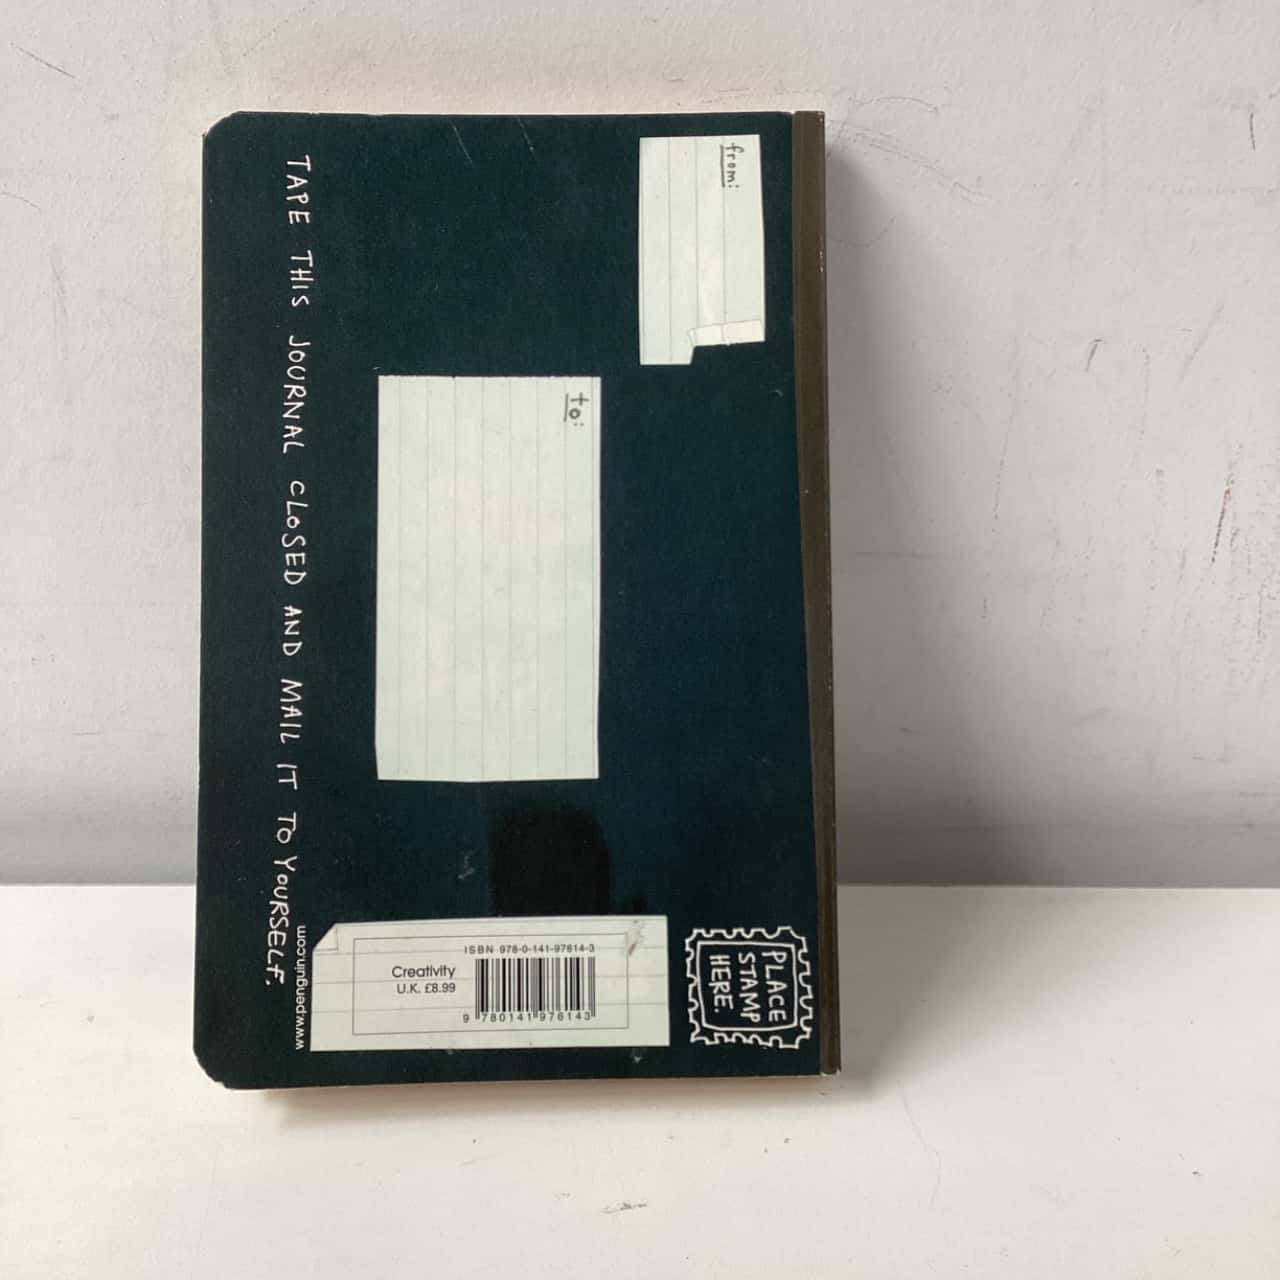 from:
to:
TAPE THIS JOURNAL CLOSED AND MAIL IT TO YOURSELF.
www.penguin.com
ISBN 978-0-141-97614-3
Creativity
U.K. £8.99
9 780141 976143
PLACE
STAMP
HERE.